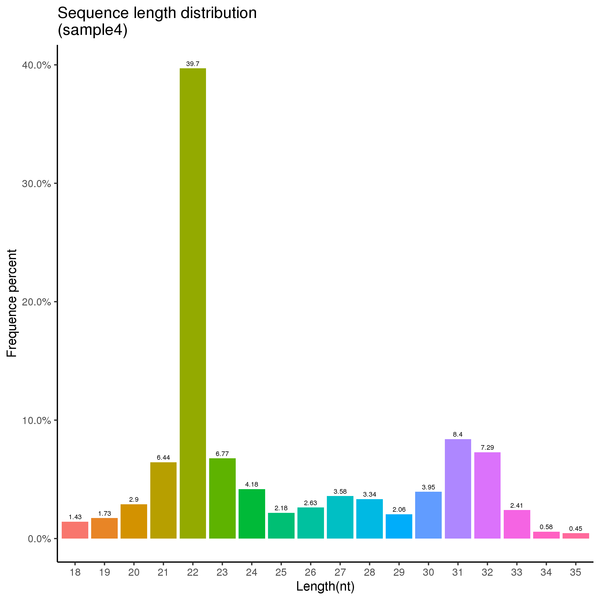 Sequence length distribution
(sample4)
Frequence percent
40.0%
30.0%
20.0%
10.0%
0.0%
1.43 1.73 2.9 6.44 39.7 6.77 4.18 2.18 2.63 3.58 3.34 2.06 3.95 8.4 7.29 2.41 0.58 0.45
18 19 20 21 22 23 24 25 26 27 28 29 30 31 32 33 34 35
Length(nt)